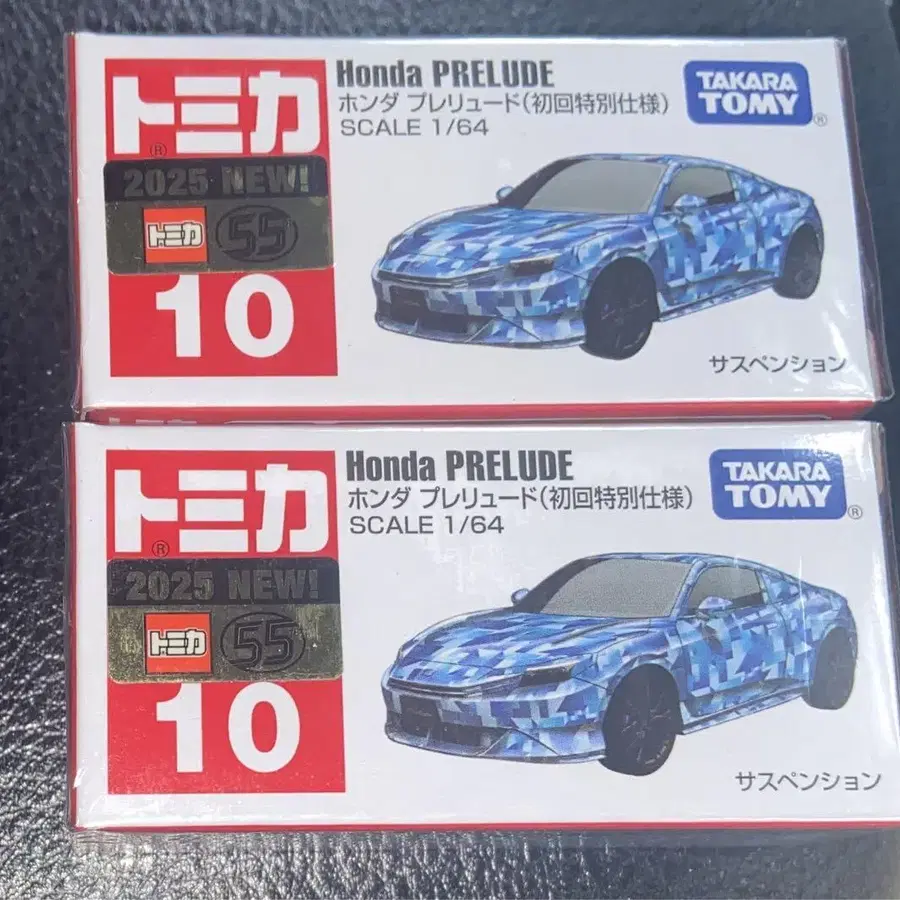 トミカ
®
2025 NEW!
トミカ 55
10
Honda PRELUDE
ホンダ プレリュード(初回特別仕様)
SCALE 1/64
TAKARA
TOMY
®
サスペンション
トミカ
®
2025 NEW!
トミカ 55
10
Honda PRELUDE
ホンダ プレリュード(初回特別仕様)
SCALE 1/64
TAKARA
TOMY
®
サスペンション